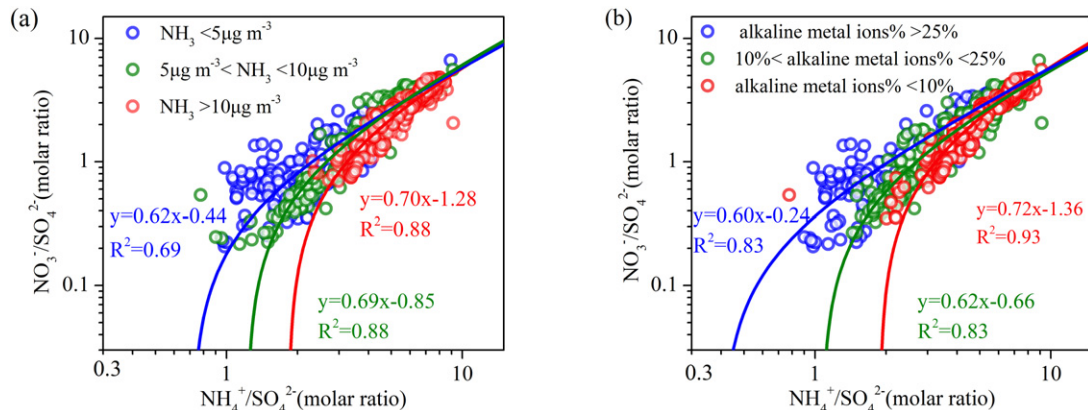 (a)
NH₃ <5μg m⁻³
5μg m⁻³< NH₃ <10μg m⁻³
NH₃ >10μg m⁻³
10
1
0.1
NO₃⁻/SO₄²⁻(molar ratio)
y=0.62x-0.44
R²=0.69
y=0.70x-1.28
R²=0.88
y=0.69x-0.85
R²=0.88
0.3
1
10
NH₄⁺/SO₄²⁻(molar ratio)
(b)
alkaline metal ions% >25%
10%< alkaline metal ions% <25%
alkaline metal ions% <10%
10
1
0.1
NO₃⁻/SO₄²⁻(molar ratio)
y=0.60x-0.24
R²=0.83
y=0.72x-1.36
R²=0.93
y=0.62x-0.66
R²=0.83
0.3
1
10
NH₄⁺/SO₄²⁻(molar ratio)